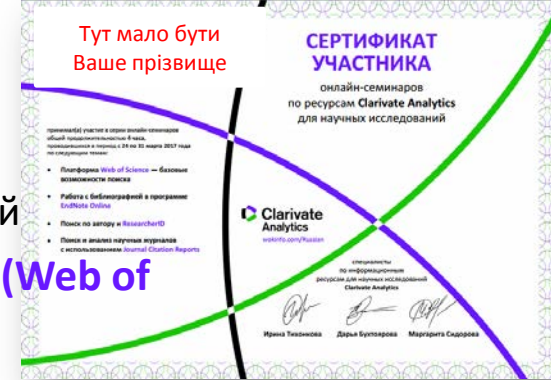 Тут мало бути
Ваше прізвище
СЕРТИФИКАТ
УЧАСТНИКА
онлайн-семинаров
по ресурсам Clarivate Analytics
для научных исследований
принимал(а) участие в серии онлайн-семинаров
общей продолжительностью 4 часа,
проводившихся в период с 24 по 31 марта 2017 года
по следующим темам:
• Платформа Web of Science — базовые
возможности поиска
• Работа с библиографией в программе
EndNote Online
• Поиск по автору и ResearcherID
• Поиск и анализ научных журналов
с использованием Journal Citation Reports
й
(Web of
Clarivate
Analytics
wokinfo.com/Russian
специалисты
по информационным
ресурсам для научных исследований
Clarivate Analytics
Ирина Тихонкова Дарья Бухтоярова Маргарита Сидорова